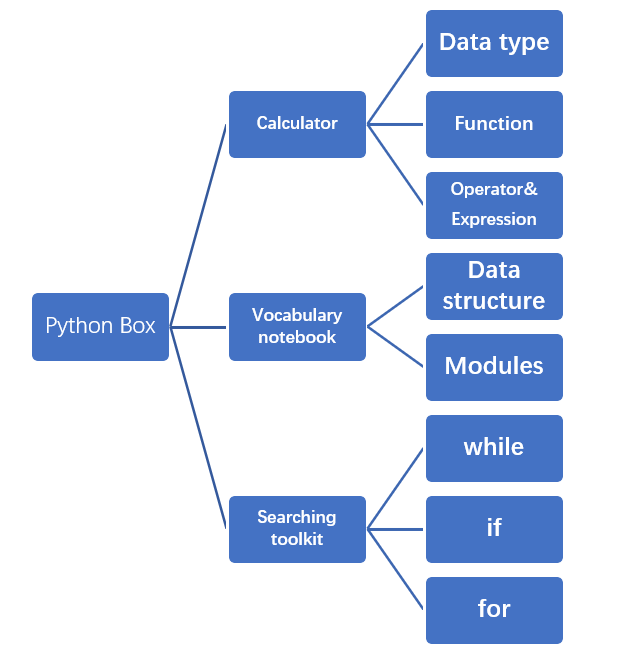 Data type
Calculator
Function
Operator&
Expression
Python Box
Vocabulary
notebook
Data
structure
Modules
Searching
toolkit
while
if
for